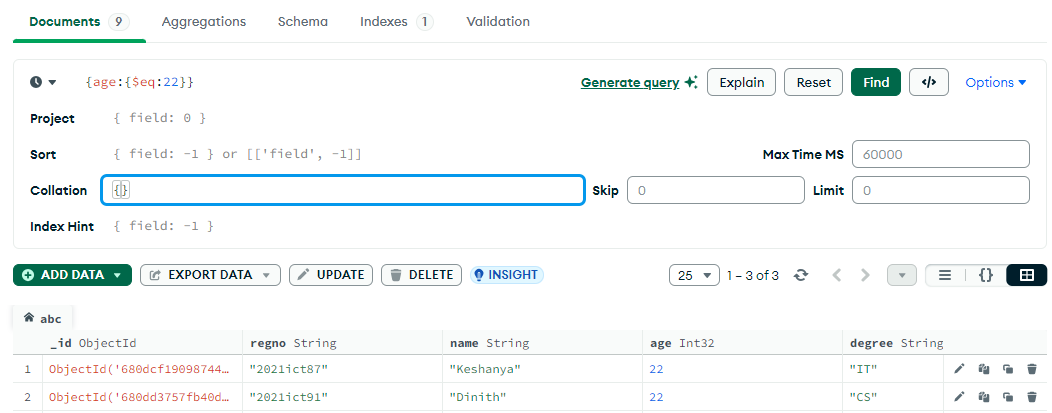 Documents 9 Aggregations Schema Indexes 1 Validation
{age:{$eq:22}} Generate query Explain Reset Find </> Options
Project { field: 0 }
Sort { field: -1 } or [['field', -1]] Max Time MS 60000
Collation {} Skip 0 Limit 0
Index Hint { field: -1 }
ADD DATA EXPORT DATA UPDATE DELETE INSIGHT 25 1 – 3 of 3 {}
abc
_id ObjectId regno String name String age Int32 degree String
1 ObjectId('680dcf19098744… "2021ict87" "Keshanya" 22 "IT"
2 ObjectId('680dd3757fb40d… "2021ict91" "Dinith" 22 "CS"